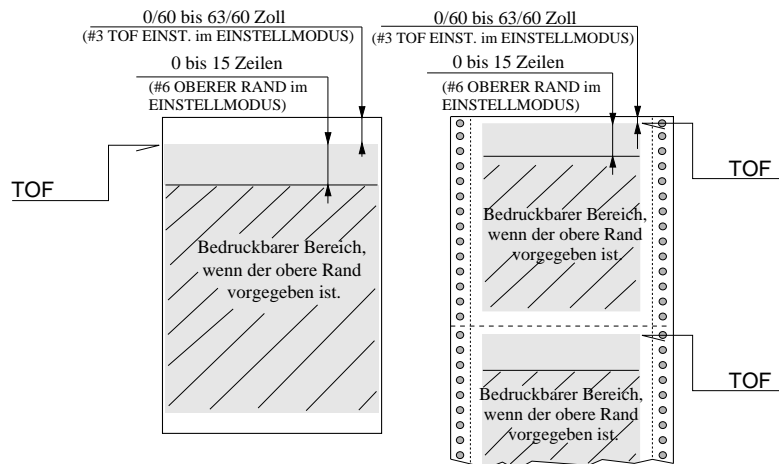 0/60 bis 63/60 Zoll
(#3 TOF EINST. im EINSTELLMODUS)
0 bis 15 Zeilen
(#6 OBERER RAND im
EINSTELLMODUS)
TOF
Bedruckbarer Bereich,
wenn der obere Rand
vorgegeben ist.
0/60 bis 63/60 Zoll
(#3 TOF EINST. im EINSTELLMODUS)
0 bis 15 Zeilen
(#6 OBERER RAND im
EINSTELLMODUS)
TOF
Bedruckbarer Bereich,
wenn der obere Rand
vorgegeben ist.
TOF
Bedruckbarer Bereich,
wenn der obere Rand
vorgegeben ist.